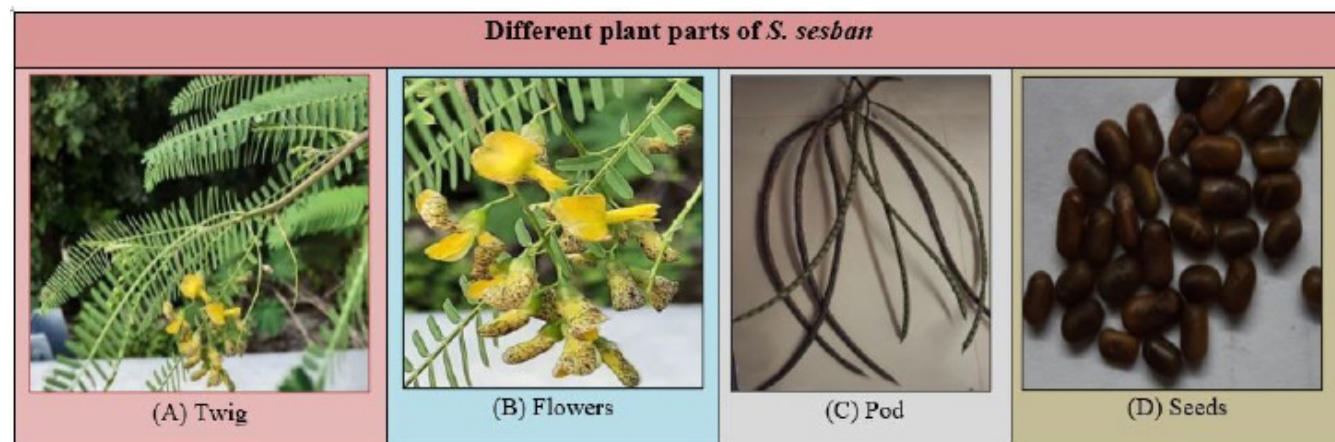 Different plant parts of S. sesban
(A) Twig
(B) Flowers
(C) Pod
(D) Seeds